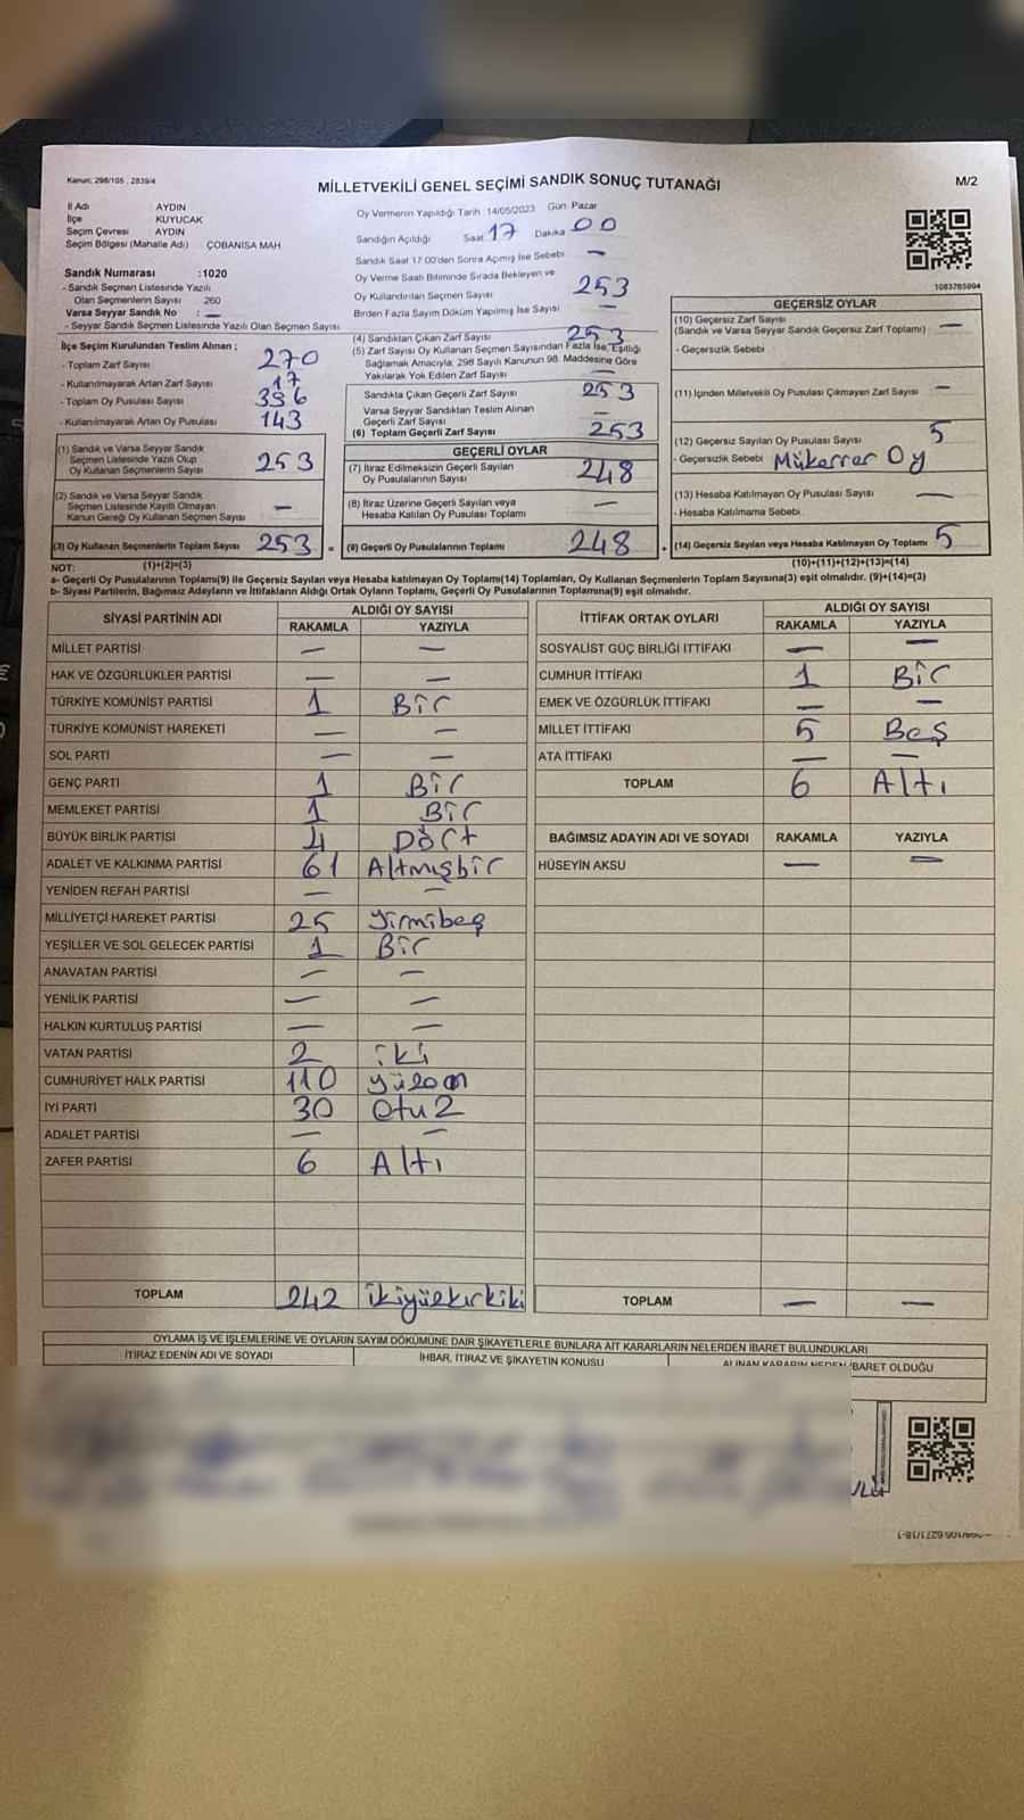 Kanun: 298/105 , 2839/4
MİLLETVEKİLİ GENEL SEÇİMİ SANDIK SONUÇ TUTANAĞI
M/2
İl Adı AYDIN
İlçe KUYUCAK
Seçim Çevresi AYDIN
Seçim Bölgesi (Mahalle Adı) ÇOBANISA MAH
Oy Vermenin Yapıldığı Tarih :14/05/2023 Gün: Pazar
Sandığın Açıldığı Saat 17 Dakika 00
Sandık Saat 17:00'den Sonra Açımış İse Sebebi —
Oy Verme Saati Bitiminde Sırada Bekleyen ve
Oy Kullandırılan Seçmen Sayısı 253
Birden Fazla Sayım Döküm Yapılmış İse Sayısı —
Sandık Numarası :1020
- Sandık Seçmen Listesinde Yazılı
Olan Seçmenlerin Sayısı 260
Varsa Seyyar Sandık No : —
- Seyyar Sandık Seçmen Listesinde Yazılı Olan Seçmen Sayısı
İlçe Seçim Kurulundan Teslim Alınan ;
- Toplam Zarf Sayısı 270
- Kullanılmayarak Artan Zarf Sayısı 17
- Toplam Oy Pusulası Sayısı 396
- Kullanılmayarak Artan Oy Pusulası 143
(1) Sandık ve Varsa Seyyar Sandık
Seçmen Listesinde Yazılı Olup
Oy Kullanan Seçmenlerin Sayısı 253
(2) Sandık ve Varsa Seyyar Sandık
Seçmen Listesinde Kayıtlı Olmayan
Kanun Gereği Oy Kullanan Seçmen Sayısı —
(3) Oy Kullanan Seçmenlerin Toplam Sayısı 253
(4) Sandıktan Çıkan Zarf Sayısı 253
(5) Zarf Sayısı Oy Kullanan Seçmen Sayısından Fazla İse, Eşitliği
Sağlamak Amacıyla; 298 Sayılı Kanunun 98. Maddesine Göre
Yakılarak Yok Edilen Zarf Sayısı —
Sandıkta Çıkan Geçerli Zarf Sayısı 253
Varsa Seyyar Sandıktan Teslim Alınan
Geçerli Zarf Sayısı —
(6) Toplam Geçerli Zarf Sayısı 253
GEÇERLİ OYLAR
(7) İtiraz Edilmeksizin Geçerli Sayılan
Oy Pusulalarının Sayısı 248
(8) İtiraz Üzerine Geçerli Sayılan veya
Hesaba Katılan Oy Pusulası Toplamı —
(9) Geçerli Oy Pusulalarının Toplamı 248
1083785994
GEÇERSİZ OYLAR
(10) Geçersiz Zarf Sayısı
(Sandık ve Varsa Seyyar Sandık Geçersiz Zarf Toplamı) —
- Geçersizlik Sebebi
(11) İçinden Milletvekili Oy Pusulası Çıkmayan Zarf Sayısı —
(12) Geçersiz Sayılan Oy Pusulası Sayısı 5
- Geçersizlik Sebebi Mükerrer Oy
(13) Hesaba Katılmayan Oy Pusulası Sayısı —
- Hesaba Katılmama Sebebi
(14) Geçersiz Sayılan veya Hesaba Katılmayan Oy Toplamı 5
NOT: (1)+(2)=(3)
(10)+(11)+(12)+(13)=(14)
a- Geçerli Oy Pusulalarının Toplamı(9) ile Geçersiz Sayılan veya Hesaba katılmayan Oy Toplamı(14) Toplamları, Oy Kullanan Seçmenlerin Toplam Sayısına(3) eşit olmalıdır. (9)+(14)=(3)
b- Siyasi Partilerin, Bağımsız Adayların ve İttifakların Aldığı Ortak Oyların Toplamı, Geçerli Oy Pusulalarının Toplamına(9) eşit olmalıdır.
SİYASİ PARTİNİN ADI ALDIĞI OY SAYISI
RAKAMLA YAZIYLA
MİLLET PARTİSİ — —
HAK VE ÖZGÜRLÜKLER PARTİSİ — —
TÜRKİYE KOMÜNİST PARTİSİ 1 Bir
TÜRKİYE KOMÜNİST HAREKETİ — —
SOL PARTİ — —
GENÇ PARTİ 1 Bir
MEMLEKET PARTİSİ 1 Bir
BÜYÜK BİRLİK PARTİSİ 4 Dört
ADALET VE KALKINMA PARTİSİ 61 Altmışbir
YENİDEN REFAH PARTİSİ — —
MİLLİYETÇİ HAREKET PARTİSİ 25 yirmibeş
YEŞİLLER VE SOL GELECEK PARTİSİ 1 Bir
ANAVATAN PARTİSİ — —
YENİLİK PARTİSİ — —
HALKIN KURTULUŞ PARTİSİ — —
VATAN PARTİSİ 2 iki
CUMHURİYET HALK PARTİSİ 110 yüzon
İYİ PARTİ 30 otuz
ADALET PARTİSİ — —
ZAFER PARTİSİ 6 Altı
TOPLAM 242 ikiyüzkırkiki
İTTİFAK ORTAK OYLARI ALDIĞI OY SAYISI
RAKAMLA YAZIYLA
SOSYALİST GÜÇ BİRLİĞİ İTTİFAKI — —
CUMHUR İTTİFAKI 1 Bir
EMEK VE ÖZGÜRLÜK İTTİFAKI — —
MİLLET İTTİFAKI 5 Beş
ATA İTTİFAKI — —
TOPLAM 6 Altı
BAĞIMSIZ ADAYIN ADI VE SOYADI RAKAMLA YAZIYLA
HÜSEYİN AKSU — —
TOPLAM — —
OYLAMA İŞ VE İŞLEMLERİNE VE OYLARIN SAYIM DÖKÜMÜNE DAİR ŞİKAYETLERLE BUNLARA AİT KARARLARIN NELERDEN İBARET BULUNDUKLARI
İTİRAZ EDENİN ADI VE SOYADI İHBAR, İTİRAZ VE ŞİKAYETİN KONUSU ALINAN KARARIN NEDEN İBARET OLDUĞU